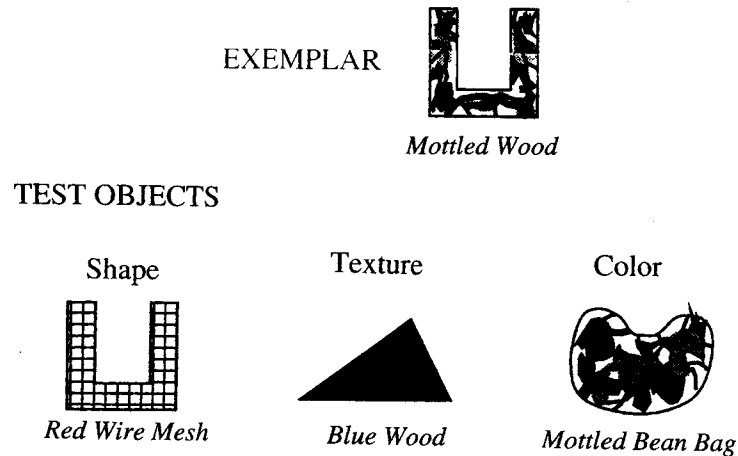 EXEMPLAR
Mottled Wood
TEST OBJECTS
Shape Texture Color
Red Wire Mesh Blue Wood Mottled Bean Bag